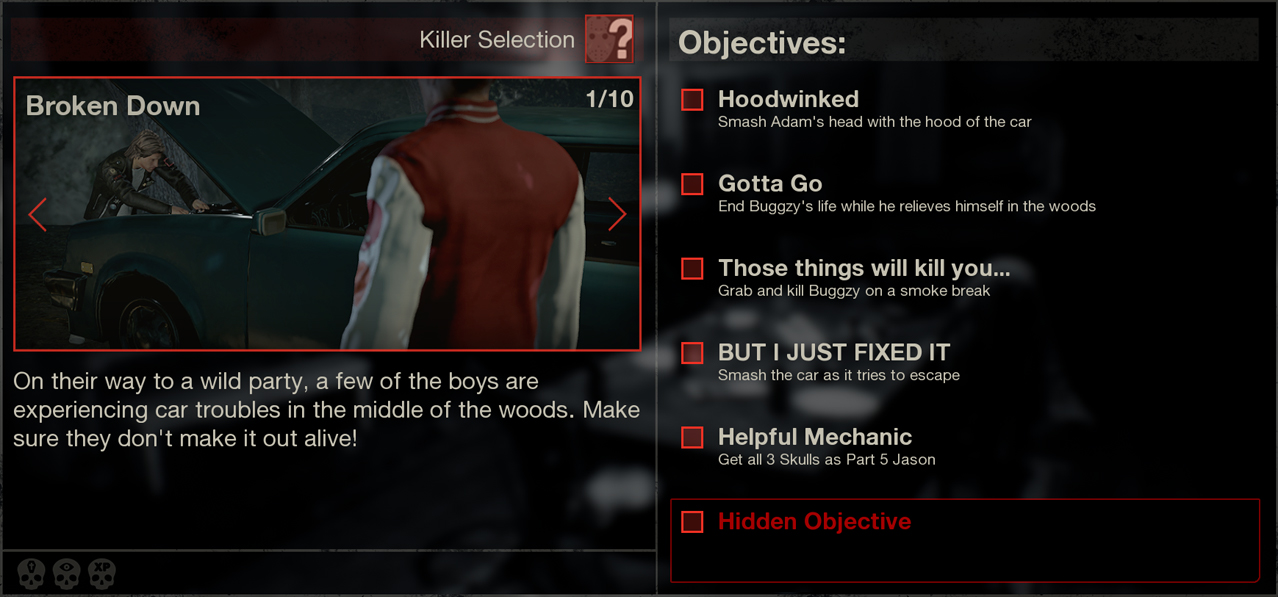 Killer Selection
?
Broken Down
1/10
On their way to a wild party, a few of the boys are
experiencing car troubles in the middle of the woods. Make
sure they don't make it out alive!
XP
Objectives:
Hoodwinked
Smash Adam's head with the hood of the car
Gotta Go
End Buggzy's life while he relieves himself in the woods
Those things will kill you...
Grab and kill Buggzy on a smoke break
BUT I JUST FIXED IT
Smash the car as it tries to escape
Helpful Mechanic
Get all 3 Skulls as Part 5 Jason
Hidden Objective